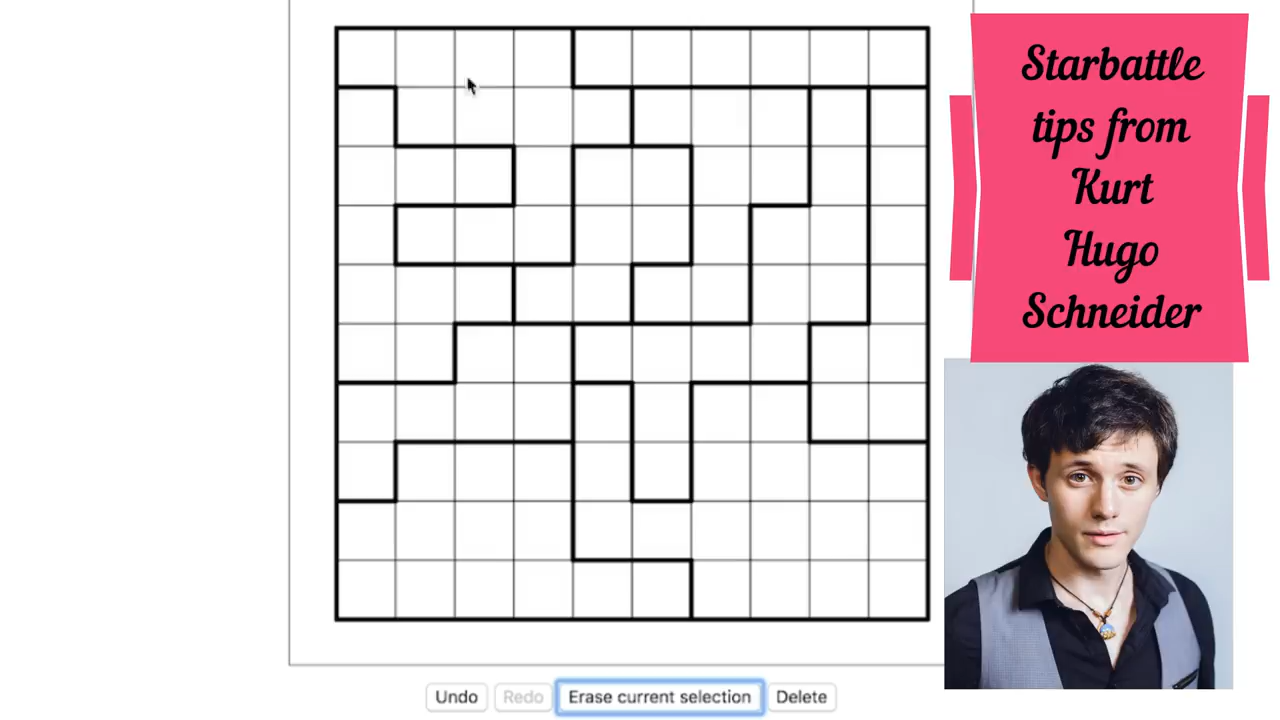 Starbattle
tips from
Kurt
Hugo
Schneider
Undo
Redo
Erase current selection
Delete